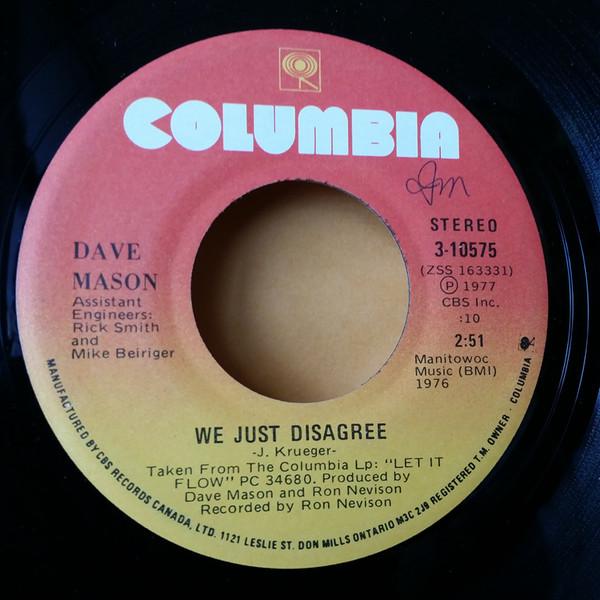 COLUMBIA
Jm
STEREO
3-10575
(ZSS 163331)
Ⓟ 1977
CBS Inc.
:10
2:51
Manitowoc
Music (BMI)
1976
DAVE
MASON
Assistant
Engineers:
Rick Smith
and
Mike Beiriger
WE JUST DISAGREE
-J. Krueger-
Taken From The Columbia Lp: "LET IT
FLOW" PC 34680. Produced by
Dave Mason and Ron Nevison
Recorded by Ron Nevison
MANUFACTURED BY CBS RECORDS CANADA, LTD. 1121 LESLIE ST. DON MILLS ONTARIO M3C 2J9 REGISTERED T.M. OWNER · COLUMBIA